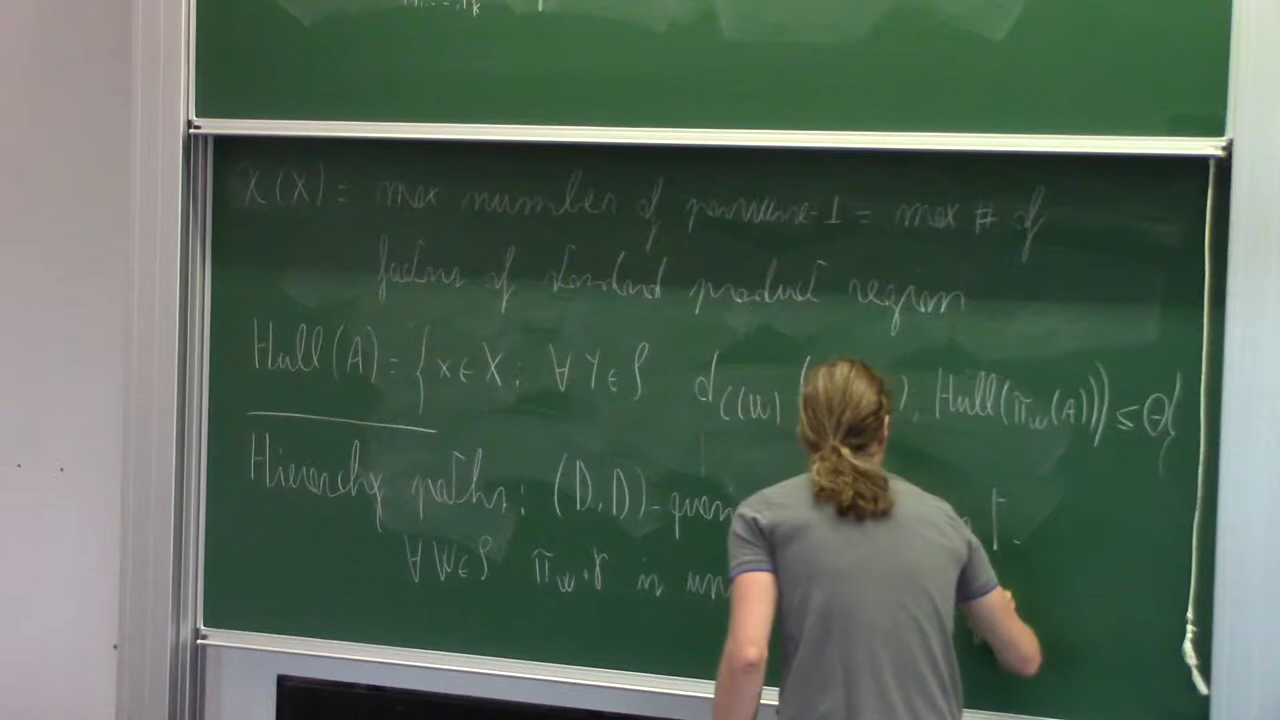 χ(X) = max number of pairwise-⊥ = max # of
factors of standard product region
Hull(A) = { x∈X : ∀Y∈S d_C(W) ( ), Hull(π_W(A))) ≤ θ}
Hierarchy paths : (D,D)-quasi t.
∀W∈S π_W∘γ is un